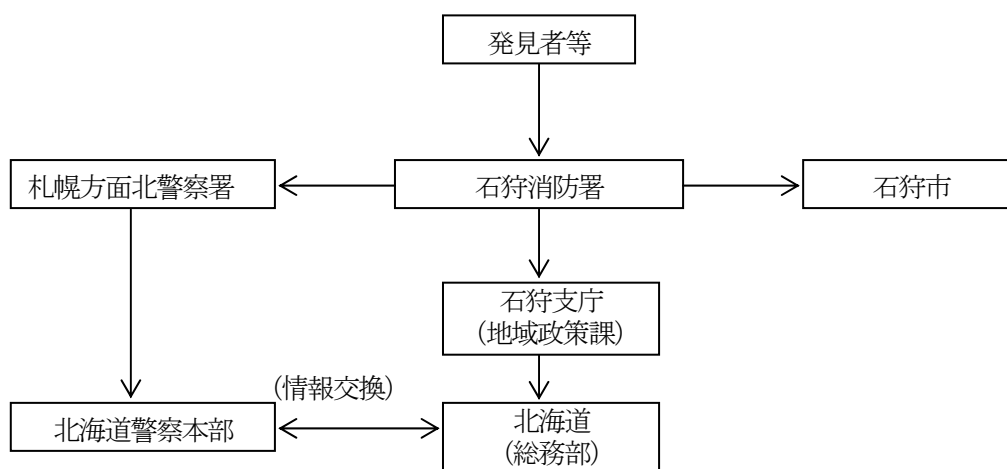 発見者等
札幌方面北警察署
石狩消防署
石狩市
石狩支庁
(地域政策課)
(情報交換)
北海道警察本部
北海道
(総務部)